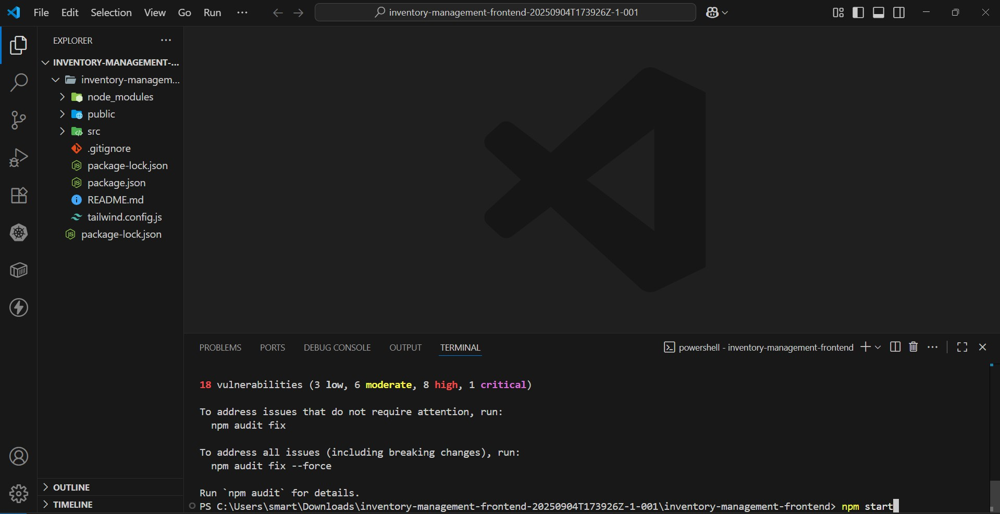 File Edit Selection View Go Run ···
inventory-management-frontend-20250904T173926Z-1-001
EXPLORER
INVENTORY-MANAGEMENT-...
inventory-managem...
node_modules
public
src
.gitignore
package-lock.json
package.json
README.md
tailwind.config.js
package-lock.json
OUTLINE
TIMELINE
PROBLEMS PORTS DEBUG CONSOLE OUTPUT TERMINAL
powershell - inventory-management-frontend
18 vulnerabilities (3 low, 6 moderate, 8 high, 1 critical)
To address issues that do not require attention, run:
npm audit fix
To address all issues (including breaking changes), run:
npm audit fix --force
Run `npm audit` for details.
PS C:\Users\smart\Downloads\inventory-management-frontend-20250904T173926Z-1-001\inventory-management-frontend> npm start